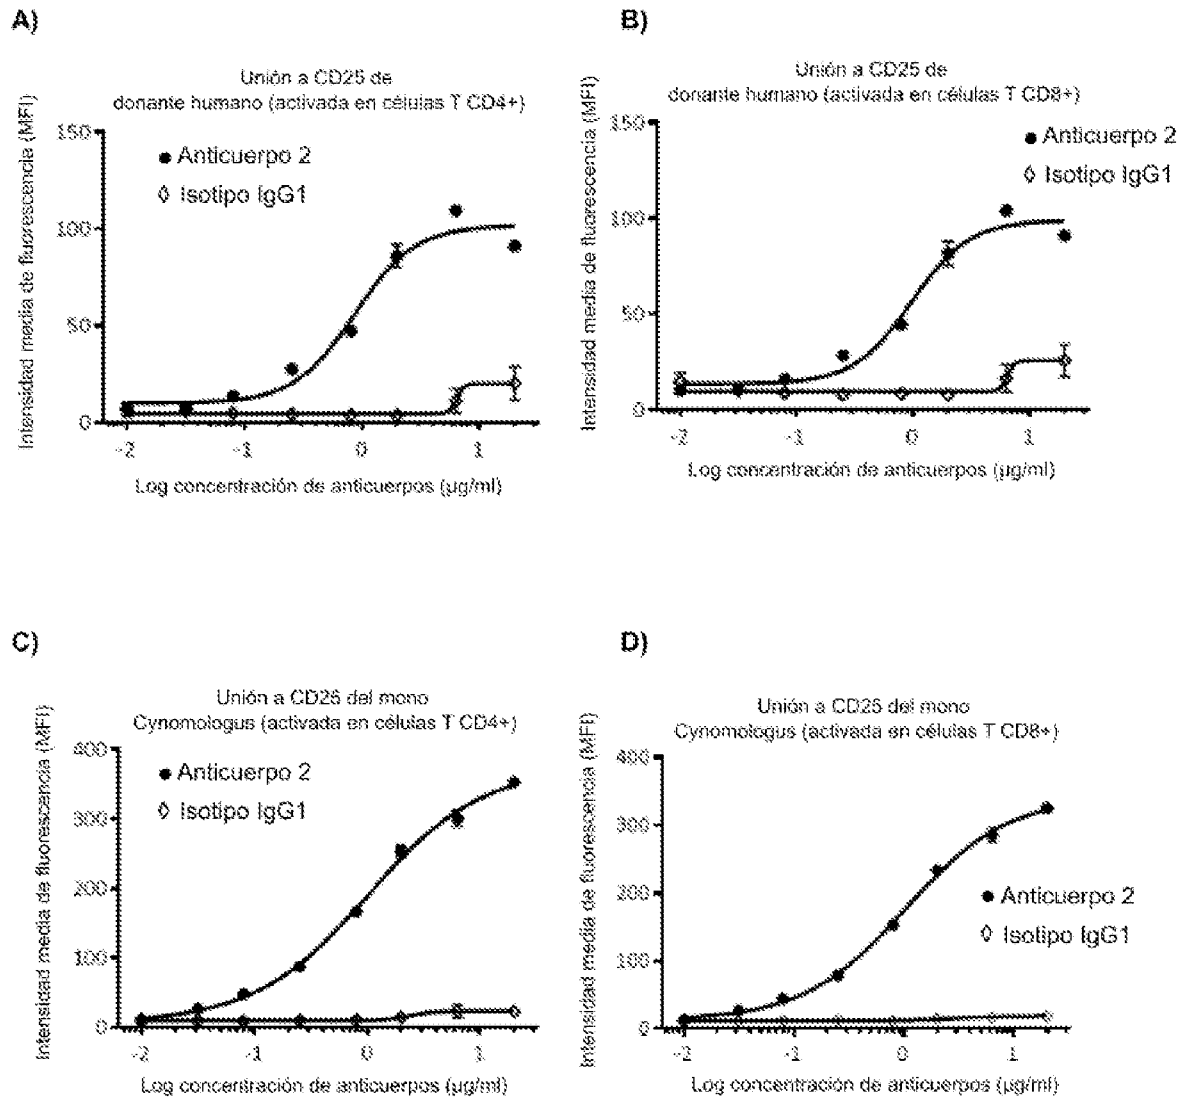 A)
Unión a CD25 de
donante humano (activada en células T CD4+)
Intensidad media de fluorescencia (MFI)
150
100
50
0
Anticuerpo 2
Isotipo IgG1
-2
-1
0
1
Log concentración de anticuerpos (µg/ml)
B)
Unión a CD25 de
donante humano (activada en células T CD8+)
Intensidad media de fluorescencia (MFI)
150
100
50
0
Anticuerpo 2
Isotipo IgG1
-2
-1
0
1
Log concentración de anticuerpos (µg/ml)
C)
Unión a CD25 del mono
Cynomologus (activada en células T CD4+)
Intensidad media de fluorescencia (MFI)
400
300
200
100
0
Anticuerpo 2
Isotipo IgG1
-2
-1
0
1
Log concentración de anticuerpos (µg/ml)
D)
Unión a CD25 del mono
Cynomologus (activada en células T CD8+)
Intensidad media de fluorescencia (MFI)
400
300
200
100
0
Anticuerpo 2
Isotipo IgG1
-2
-1
0
1
Log concentración de anticuerpos (µg/ml)